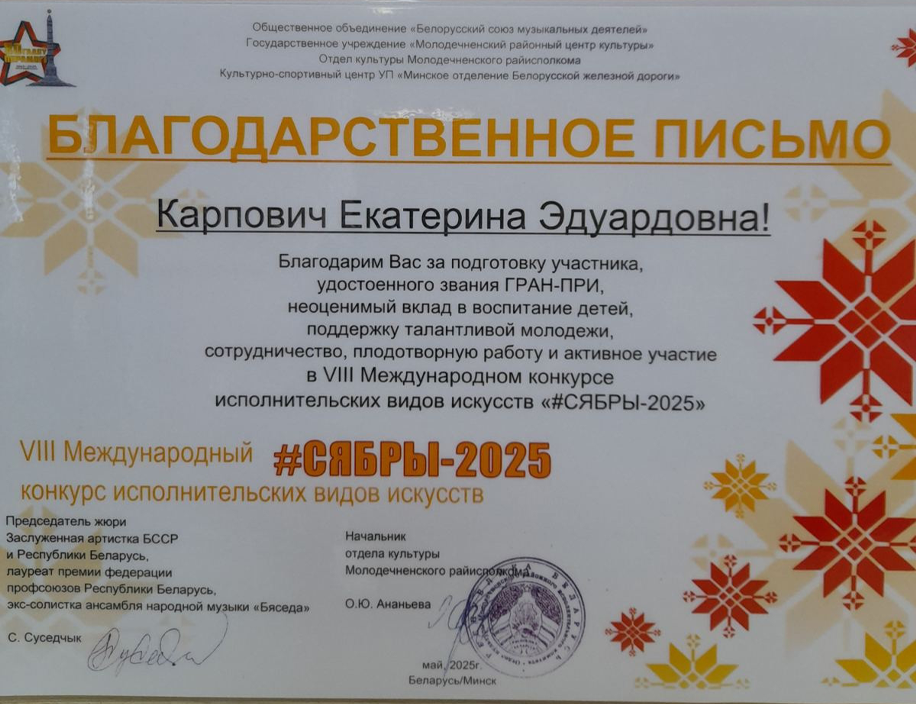 Общественное объединение «Белорусский союз музыкальных деятелей»
Государственное учреждение «Молодечненский районный центр культуры»
Отдел культуры Молодечненского райисполкома
Культурно-спортивный центр УП «Минское отделение Белорусской железной дороги»
БЛАГОДАРСТВЕННОЕ ПИСЬМО
Карпович Екатерина Эдуардовна!
Благодарим Вас за подготовку участника,
удостоенного звания ГРАН-ПРИ,
неоценимый вклад в воспитание детей,
поддержку талантливой молодежи,
сотрудничество, плодотворную работу и активное участие
в VIII Международном конкурсе
исполнительских видов искусств «#СЯБРЫ-2025»
VIII Международный #СЯБРЫ-2025
конкурс исполнительских видов искусств
Председатель жюри
Заслуженная артистка БССР
и Республики Беларусь,
лауреат премии федерации
профсоюзов Республики Беларусь,
экс-солистка ансамбля народной музыки «Бяседа»
С. Суседчык
Начальник
отдела культуры
Молодечненского райисполкома
О.Ю. Ананьева
май, 2025г.
Беларусь/Минск